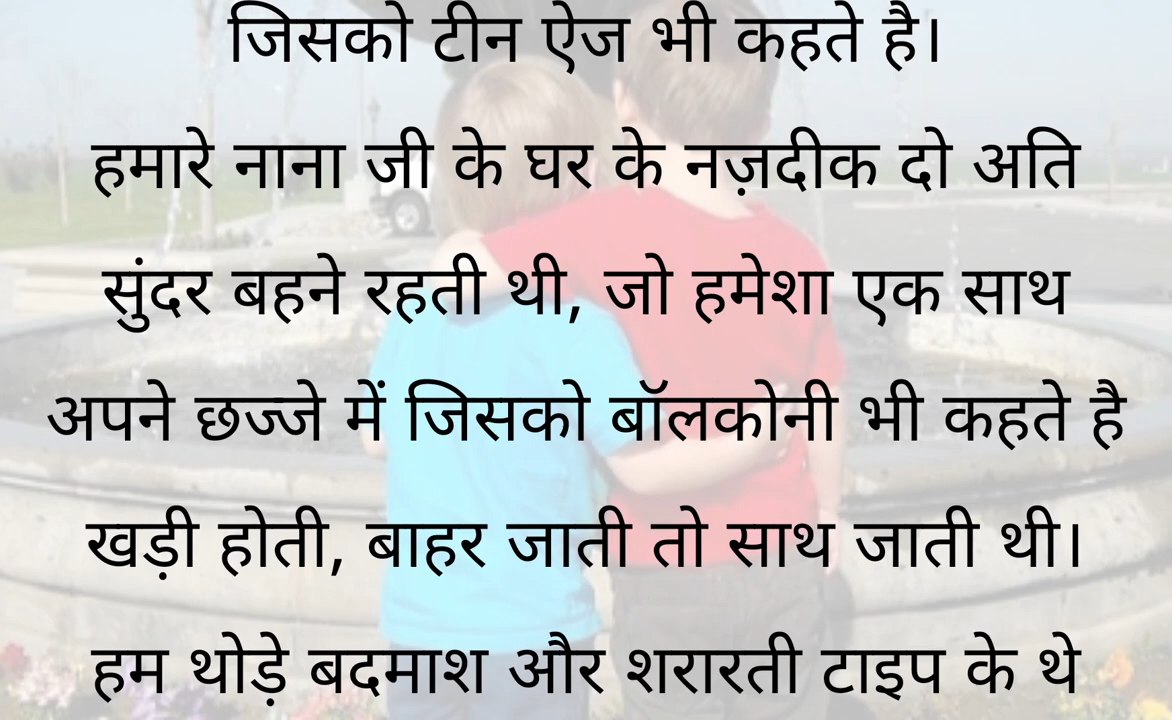 जिसको टीन ऐज भी कहते है।
हमारे नाना जी के घर के नज़दीक दो अति
सुंदर बहने रहती थी, जो हमेशा एक साथ
अपने छज्जे में जिसको बॉलकोनी भी कहते है
खड़ी होती, बाहर जाती तो साथ जाती थी।
हम थोड़े बदमाश और शरारती टाइप के थे